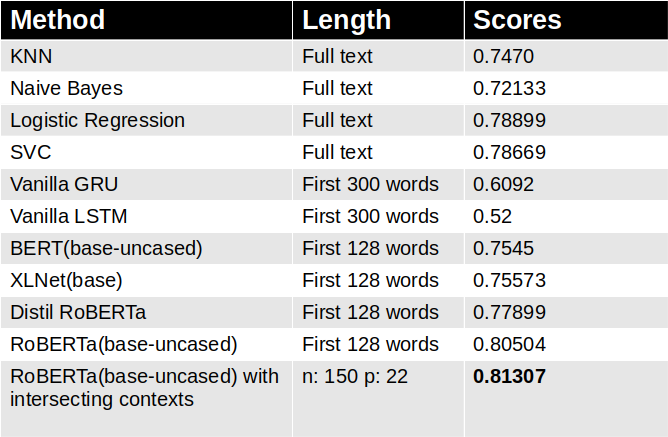 Method Length Scores
KNN Full text 0.7470
Naive Bayes Full text 0.72133
Logistic Regression Full text 0.78899
SVC Full text 0.78669
Vanilla GRU First 300 words 0.6092
Vanilla LSTM First 300 words 0.52
BERT(base-uncased) First 128 words 0.7545
XLNet(base) First 128 words 0.75573
Distil RoBERTa First 128 words 0.77899
RoBERTa(base-uncased) First 128 words 0.80504
RoBERTa(base-uncased) with n: 150 p: 22 0.81307
intersecting contexts